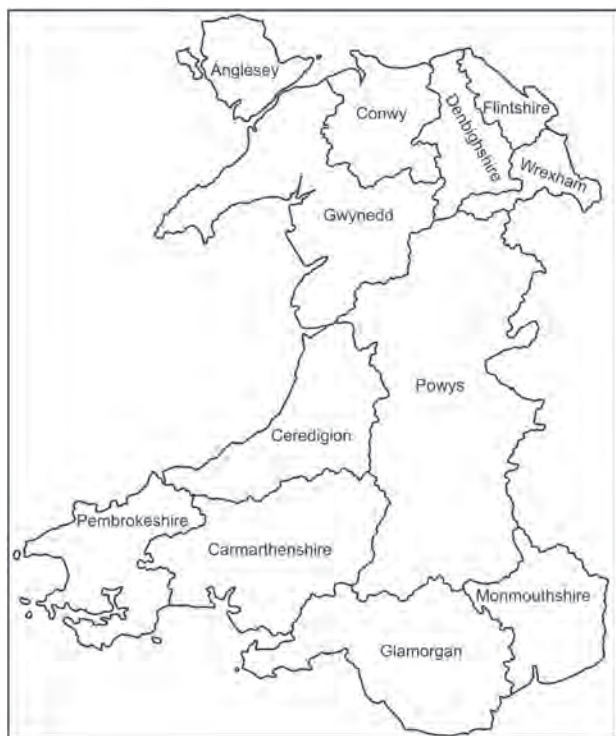 Anglesey
Conwy
Denbighshire
Flintshire
Wrexham
Gwynedd
Powys
Ceredigion
Pembrokeshire
Carmarthenshire
Monmouthshire
Glamorgan